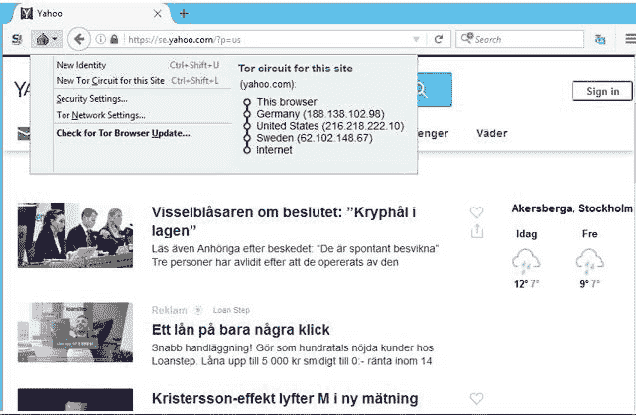 Yahoo
https://se.yahoo.com/?p=us
Search
New Identity Ctrl+Shift+U
New Tor Circuit for this Site Ctrl+Shift+L
Security Settings...
Tor Network Settings...
Check for Tor Browser Update...
Tor circuit for this site
(yahoo.com):
This browser
Germany (188.138.102.98)
United States (216.218.222.10)
Sweden (62.102.148.67)
Internet
YA
Sign in
enger Väder
Visselblåsaren om beslutet: ”Kryphål i
lagen”
Läs även Anhöriga efter beskedet: ”De är spontant besvikna”
Tre personer har avlidit efter att de opererats av den
Akersberga, Stockholm
Idag Fre
12° 7° 9° 7°
Reklam Loan Step
Ett lån på bara några klick
Snabb handläggning! Gör som hundratals nöjda kunder hos
Loanstep. Låna upp till 5 000 kr smidigt till 0:- ränta inom 14
Kristersson-effekt lyfter M i ny mätning